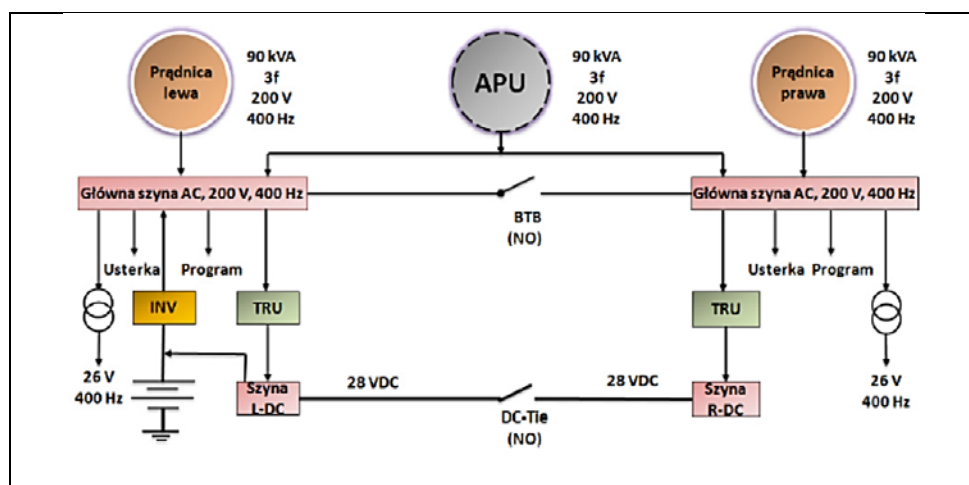 Prądnica
lewa
90 kVA
3f
200 V
400 Hz
APU
90 kVA
3f
200 V
400 Hz
Prądnica
prawa
90 kVA
3f
200 V
400 Hz
Główna szyna AC, 200 V, 400 Hz
BTB
(NO)
Główna szyna AC, 200 V, 400 Hz
Usterka
Program
INV
TRU
Usterka
Program
TRU
26 V
400 Hz
Szyna
L-DC
28 VDC
DC-Tie
(NO)
28 VDC
Szyna
R-DC
26 V
400 Hz